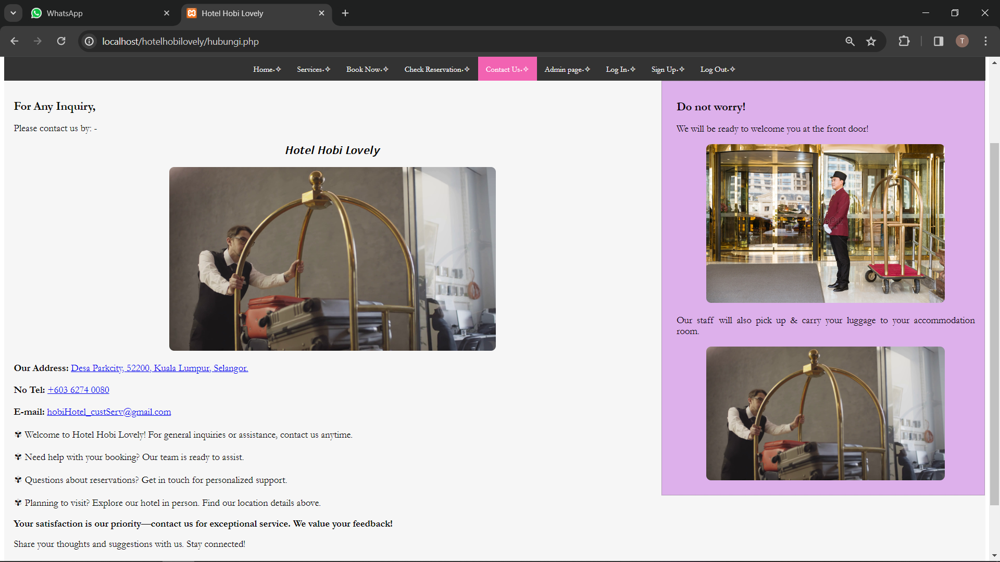 WhatsApp
Hotel Hobi Lovely
localhost/hotelhobilovely/hubungi.php
T
Home˖✧ Services˖✧ Book Now˖✧ Check Reservation˖✧ Contact Us˖✧ Admin page˖✧ Log In˖✧ Sign Up˖✧ Log Out˖✧
For Any Inquiry,
Please contact us by: -
Hotel Hobi Lovely
Our Address: Desa Parkcity, 52200, Kuala Lumpur, Selangor.
No Tel: +603 6274 0080
E-mail: hobiHotel_custServ@gmail.com
Welcome to Hotel Hobi Lovely! For general inquiries or assistance, contact us anytime.
Need help with your booking? Our team is ready to assist.
Questions about reservations? Get in touch for personalized support.
Planning to visit? Explore our hotel in person. Find our location details above.
Your satisfaction is our priority—contact us for exceptional service. We value your feedback!
Share your thoughts and suggestions with us. Stay connected!
Do not worry!
We will be ready to welcome you at the front door!
Our staff will also pick up & carry your luggage to your accommodation
room.